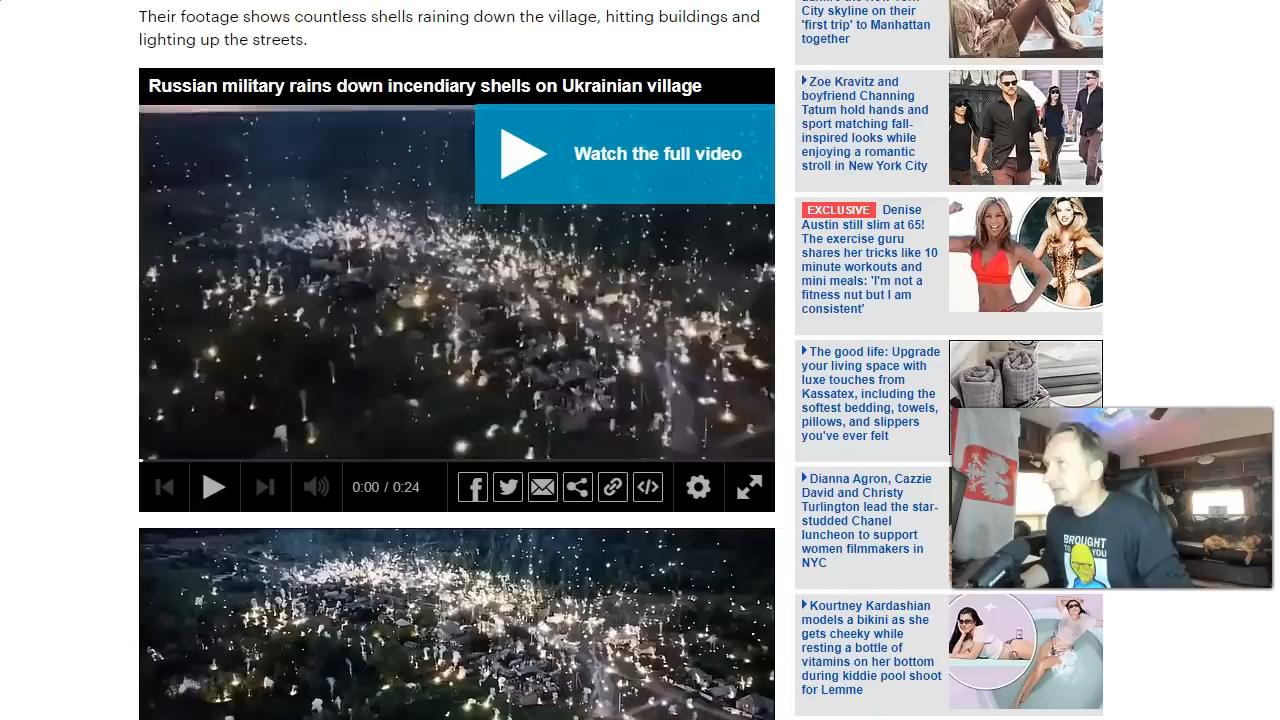 Their footage shows countless shells raining down the village, hitting buildings and
lighting up the streets.
Russian military rains down incendiary shells on Ukrainian village
Watch the full video
0:00 / 0:24
City skyline on their
'first trip' to Manhattan
together
Zoe Kravitz and
boyfriend Channing
Tatum hold hands and
sport matching fall-
inspired looks while
enjoying a romantic
stroll in New York City
EXCLUSIVE Denise
Austin still slim at 65!
The exercise guru
shares her tricks like 10
minute workouts and
mini meals: 'I'm not a
fitness nut but I am
consistent'
The good life: Upgrade
your living space with
luxe touches from
Kassatex, including the
softest bedding, towels,
pillows, and slippers
you've ever felt
Dianna Agron, Cazzie
David and Christy
Turlington lead the star-
studded Chanel
luncheon to support
women filmmakers in
NYC
BROUGHT
YOU
Kourtney Kardashian
models a bikini as she
gets cheeky while
resting a bottle of
vitamins on her bottom
during kiddie pool shoot
for Lemme